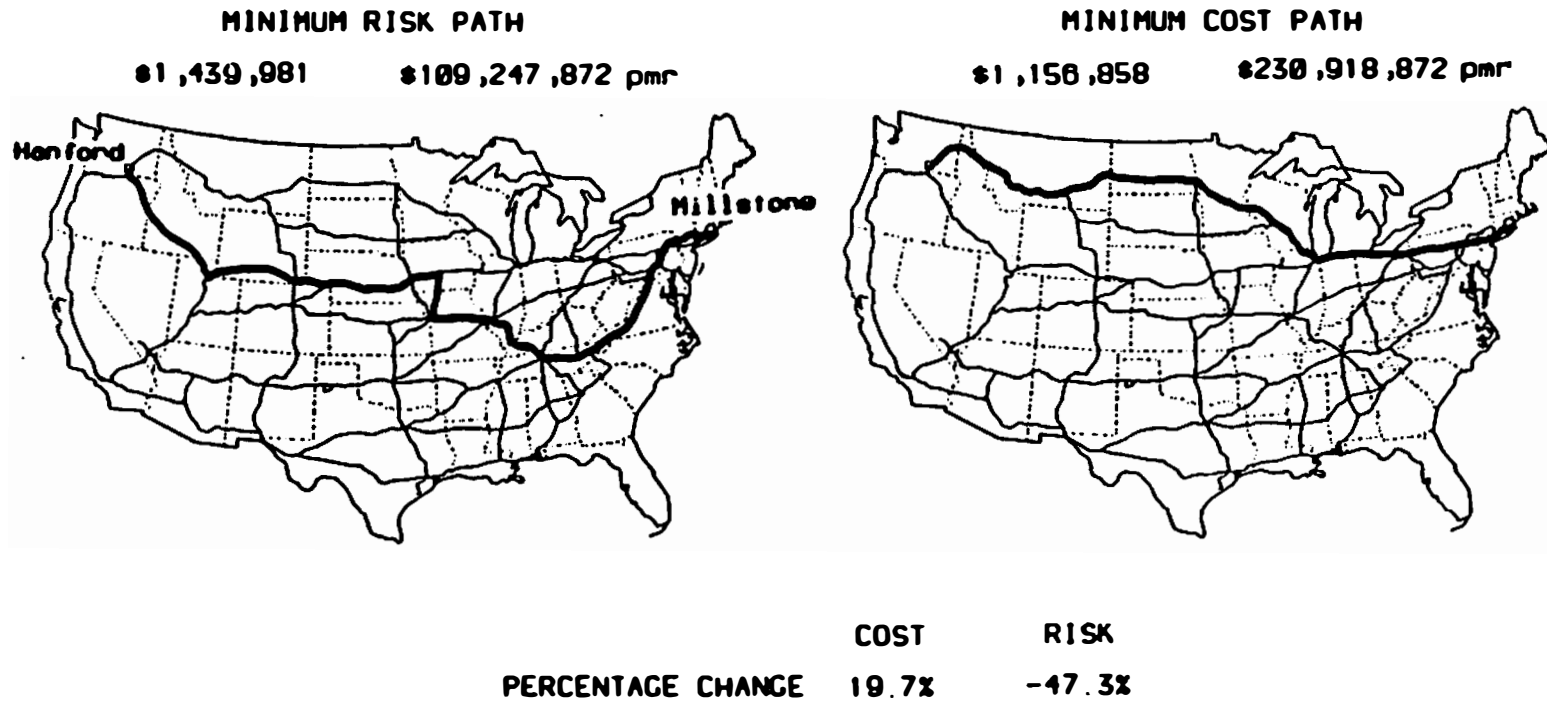 MINIMUM RISK PATH
$1,439,981 $109,247,872 pmr
Hanford
Millstone
MINIMUM COST PATH
$1,156,858 $230,918,872 pmr
COST RISK
PERCENTAGE CHANGE 19.7% -47.3%